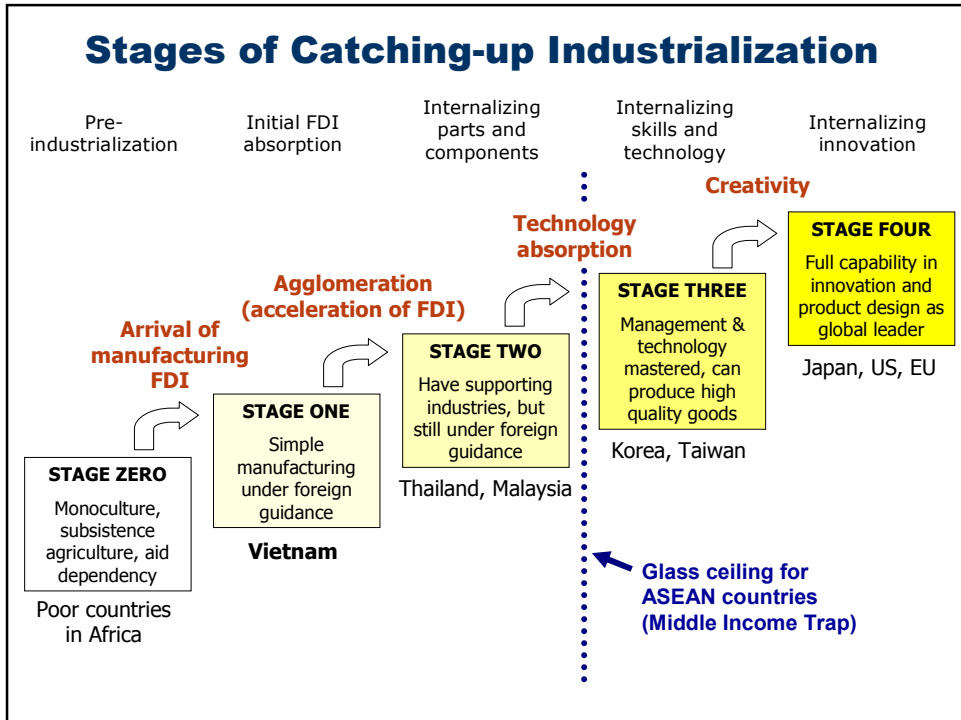 Stages of Catching-up Industrialization
Pre-
industrialization
Initial FDI
absorption
Internalizing
parts and
components
Internalizing
skills and
technology
Internalizing
innovation
Arrival of
manufacturing
FDI
Agglomeration
(acceleration of FDI)
Technology
absorption
Creativity
STAGE ZERO
Monoculture,
subsistence
agriculture, aid
dependency
Poor countries
in Africa
STAGE ONE
Simple
manufacturing
under foreign
guidance
Vietnam
STAGE TWO
Have supporting
industries, but
still under foreign
guidance
Thailand, Malaysia
STAGE THREE
Management &
technology
mastered, can
produce high
quality goods
Korea, Taiwan
STAGE FOUR
Full capability in
innovation and
product design as
global leader
Japan, US, EU
Glass ceiling for
ASEAN countries
(Middle Income Trap)